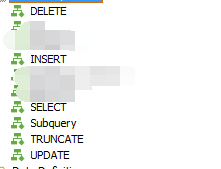 DELETE
INSERT
SELECT
Subquery
TRUNCATE
UPDATE